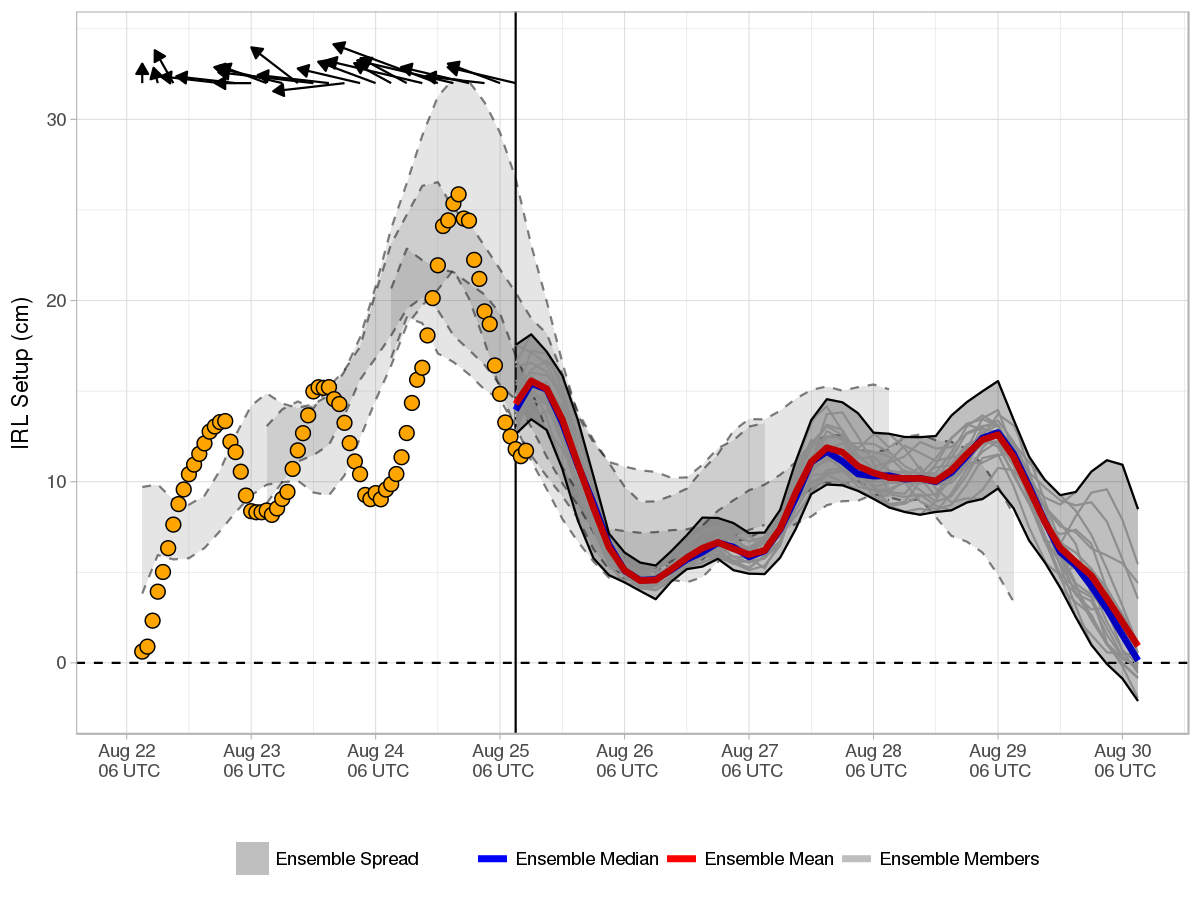 IRL Setup (cm)
30
20
10
0
Aug 22 Aug 23 Aug 24 Aug 25 Aug 26 Aug 27 Aug 28 Aug 29 Aug 30
06 UTC 06 UTC 06 UTC 06 UTC 06 UTC 06 UTC 06 UTC 06 UTC 06 UTC
Ensemble Spread Ensemble Median Ensemble Mean Ensemble Members